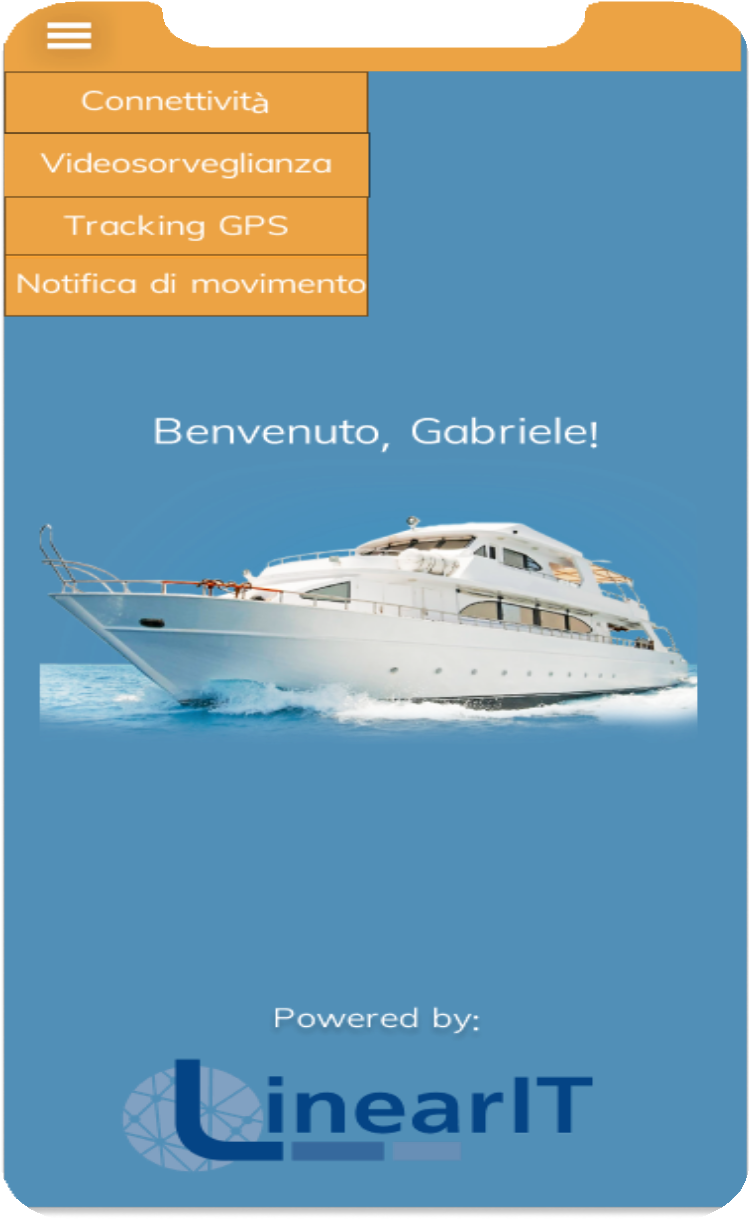 Connettività
Videosorveglianza
Tracking GPS
Notifica di movimento
Benvenuto, Gabriele!
Powered by:
LinearIT